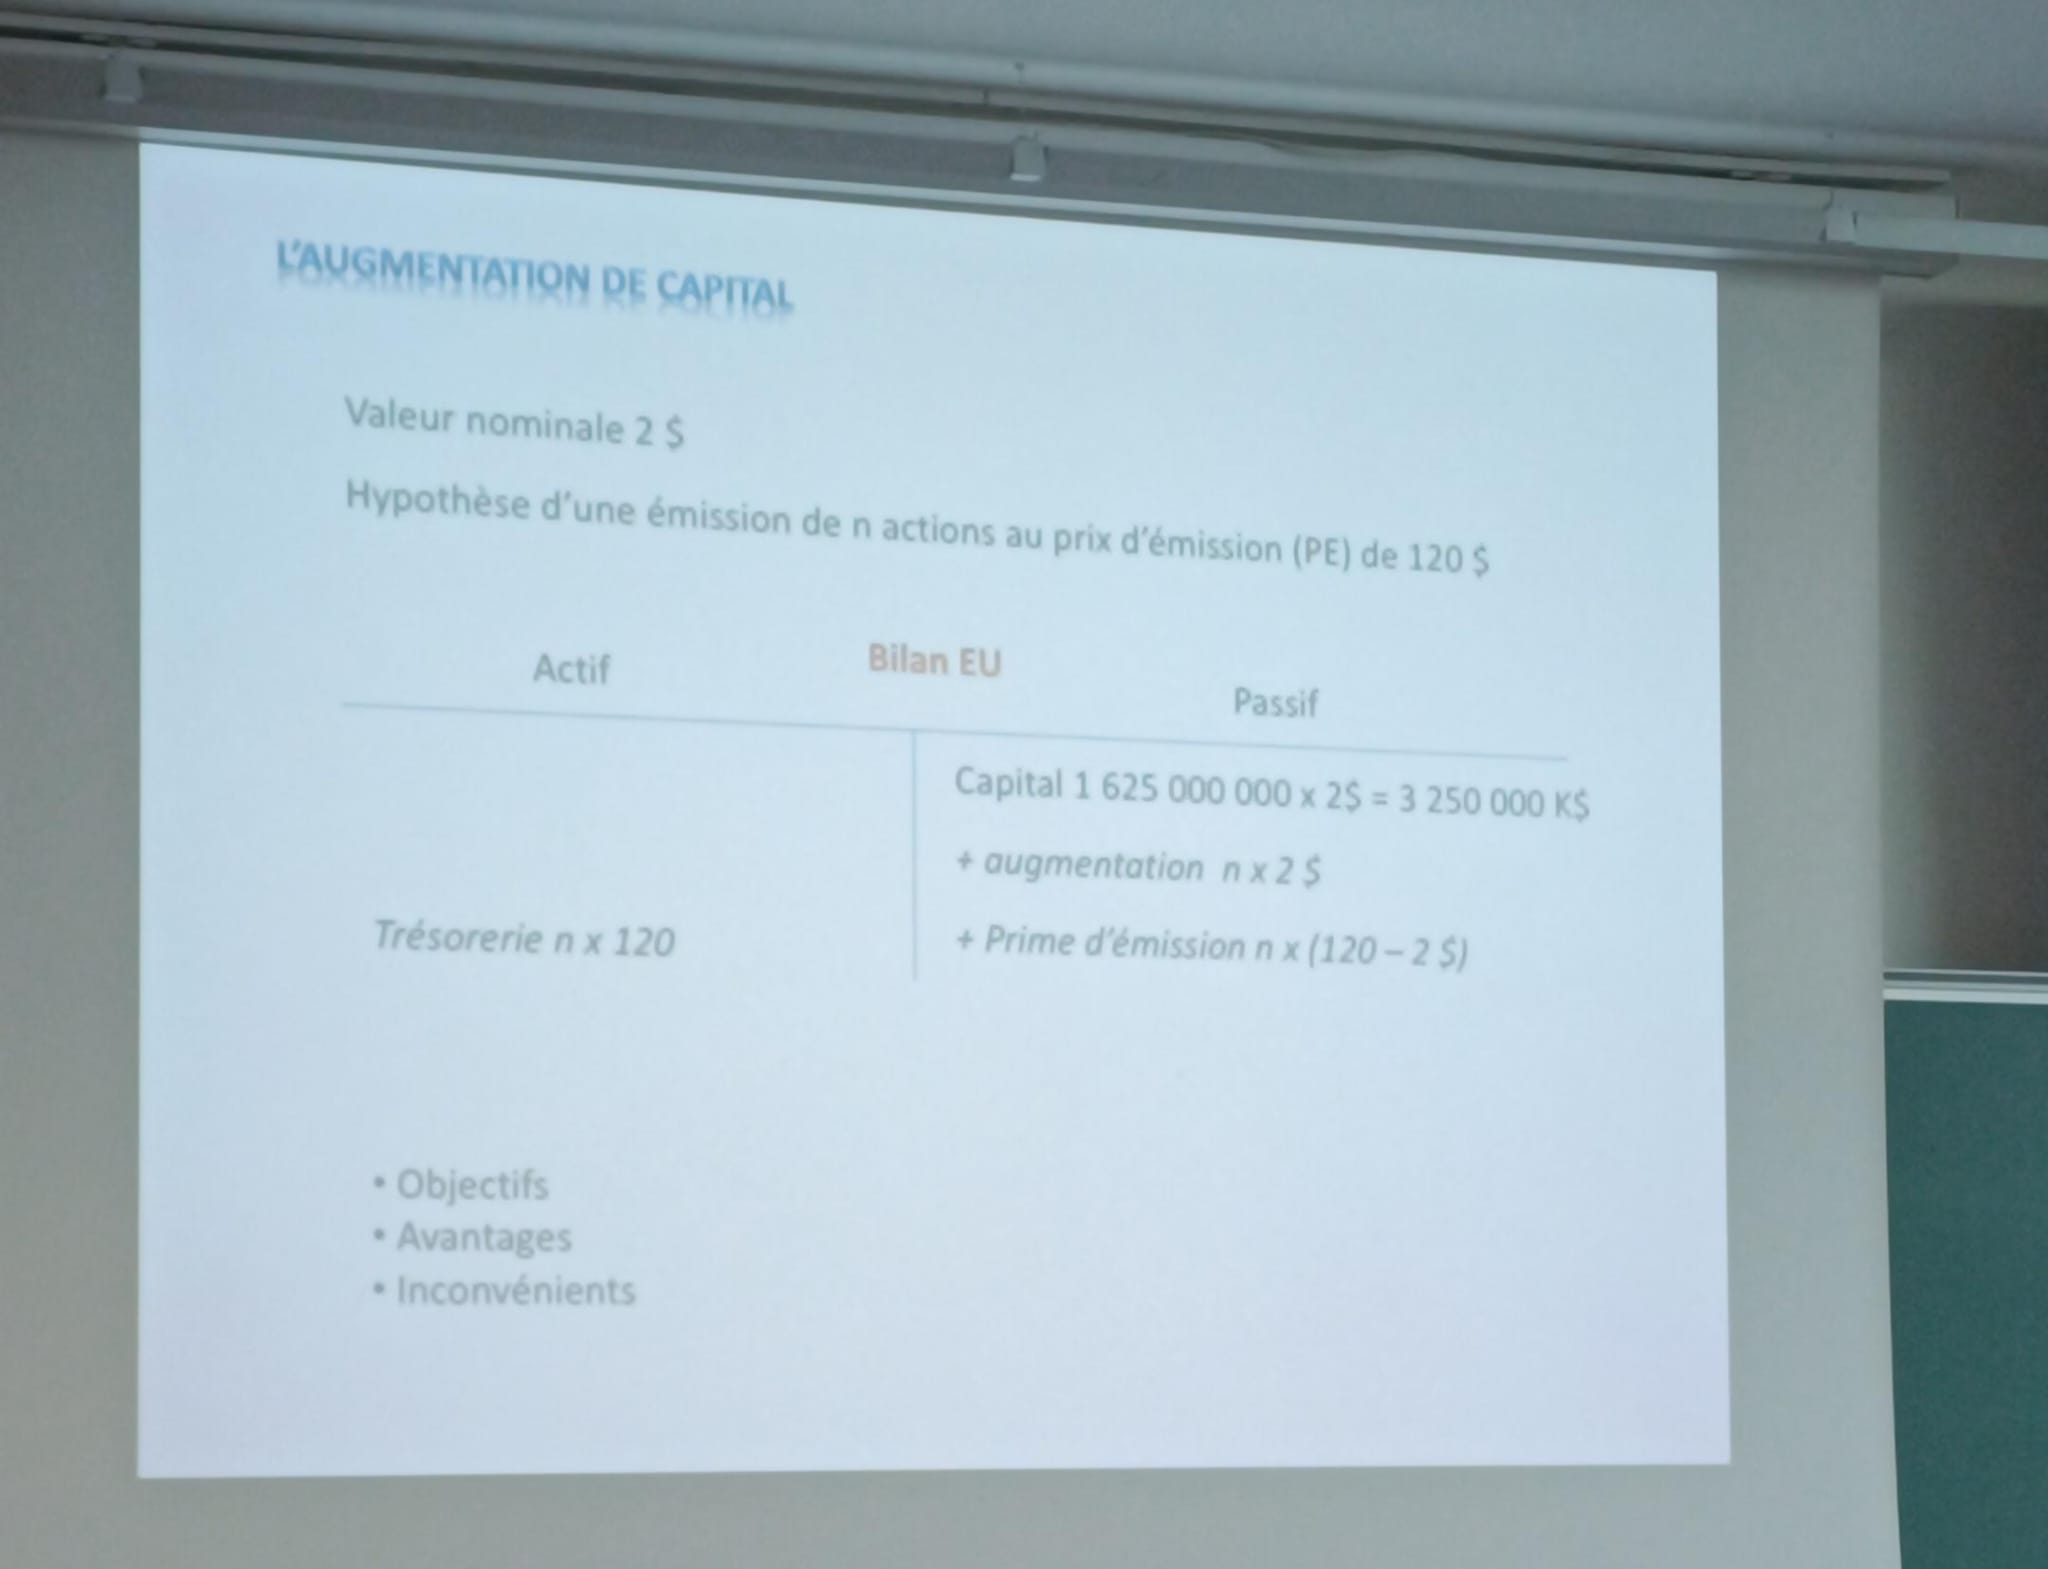 L'AUGMENTATION DE CAPITAL
Valeur nominale 2 $
Hypothèse d'une émission de n actions au prix d'émission (PE) de 120 $
Actif
Bilan EU
Passif
Capital 1 625 000 000 x 2$ = 3 250 000 K$
+ augmentation n x 2 $
Trésorerie n x 120
+ Prime d'émission n x (120 – 2 $)
• Objectifs
• Avantages
• Inconvénients